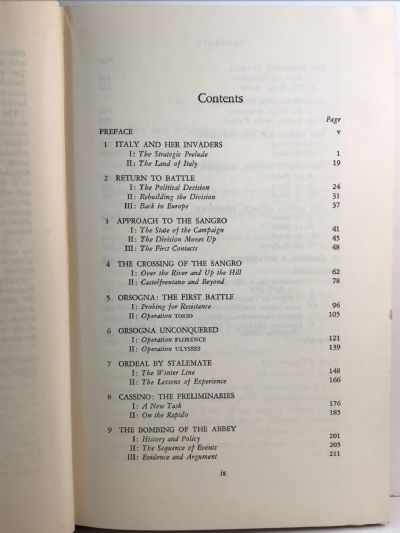 Contents
Page
PREFACE v
1 ITALY AND HER INVADERS
I: The Strategic Prelude 1
II: The Land of Italy 19
2 RETURN TO BATTLE
I: The Political Decision 24
II: Rebuilding the Division 31
III: Back in Europe 37
3 APPROACH TO THE SANGRO
I: The State of the Campaign 41
II: The Division Moves Up 45
III: The First Contacts 48
4 THE CROSSING OF THE SANGRO
I: Over the River and Up the Hill 62
II: Castelfrentano and Beyond 78
5 ORSOGNA: THE FIRST BATTLE
I: Probing for Resistance 96
II: Operation TORSO 105
6 ORSOGNA UNCONQUERED
I: Operation FLORENCE 121
II: Operation ULYSSES 139
7 ORDEAL BY STALEMATE
I: The Winter Line 148
II: The Lessons of Experience 166
8 CASSINO: THE PRELIMINARIES
I: A New Task 176
II: On the Rapido 185
9 THE BOMBING OF THE ABBEY
I: History and Policy 201
II: The Sequence of Events 205
III: Evidence and Argument 211
ix